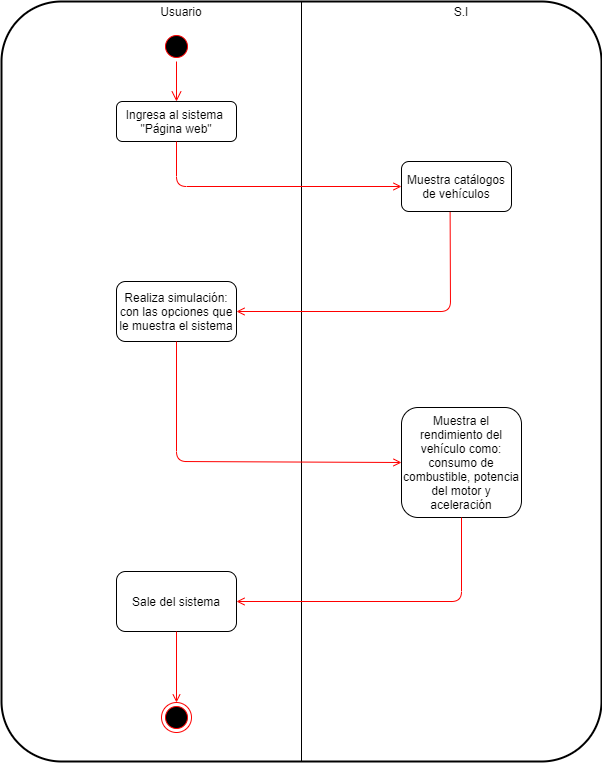 Usuario
S.I
Ingresa al sistema
"Página web"
Muestra catálogos
de vehículos
Realiza simulación:
con las opciones que
le muestra el sistema
Muestra el
rendimiento del
vehículo como:
consumo de
combustible, potencia
del motor y
aceleración
Sale del sistema